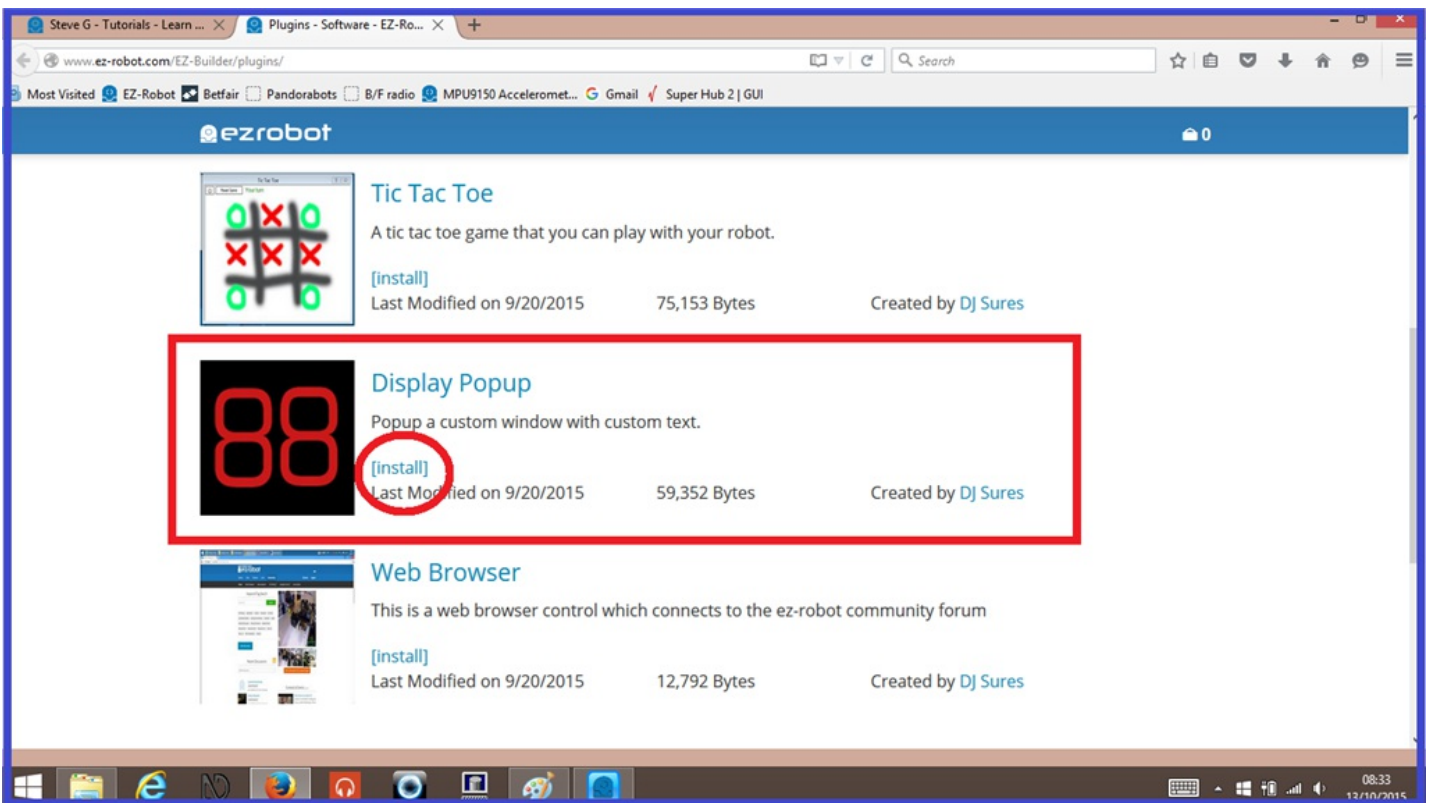 Steve G - Tutorials - Learn ...
Plugins - Software - EZ-Ro...
www.ez-robot.com/EZ-Builder/plugins/
Search
Most Visited
EZ-Robot
Betfair
Pandorabots
B/F radio
MPU9150 Acceleromet...
Gmail
Super Hub 2 | GUI
ezrobot
0
Tic Tac Toe
A tic tac toe game that you can play with your robot.
[install]
Last Modified on 9/20/2015 75,153 Bytes Created by DJ Sures
88
Display Popup
Popup a custom window with custom text.
[install]
Last Modified on 9/20/2015 59,352 Bytes Created by DJ Sures
Web Browser
This is a web browser control which connects to the ez-robot community forum
[install]
Last Modified on 9/20/2015 12,792 Bytes Created by DJ Sures
08:33
13/10/2015